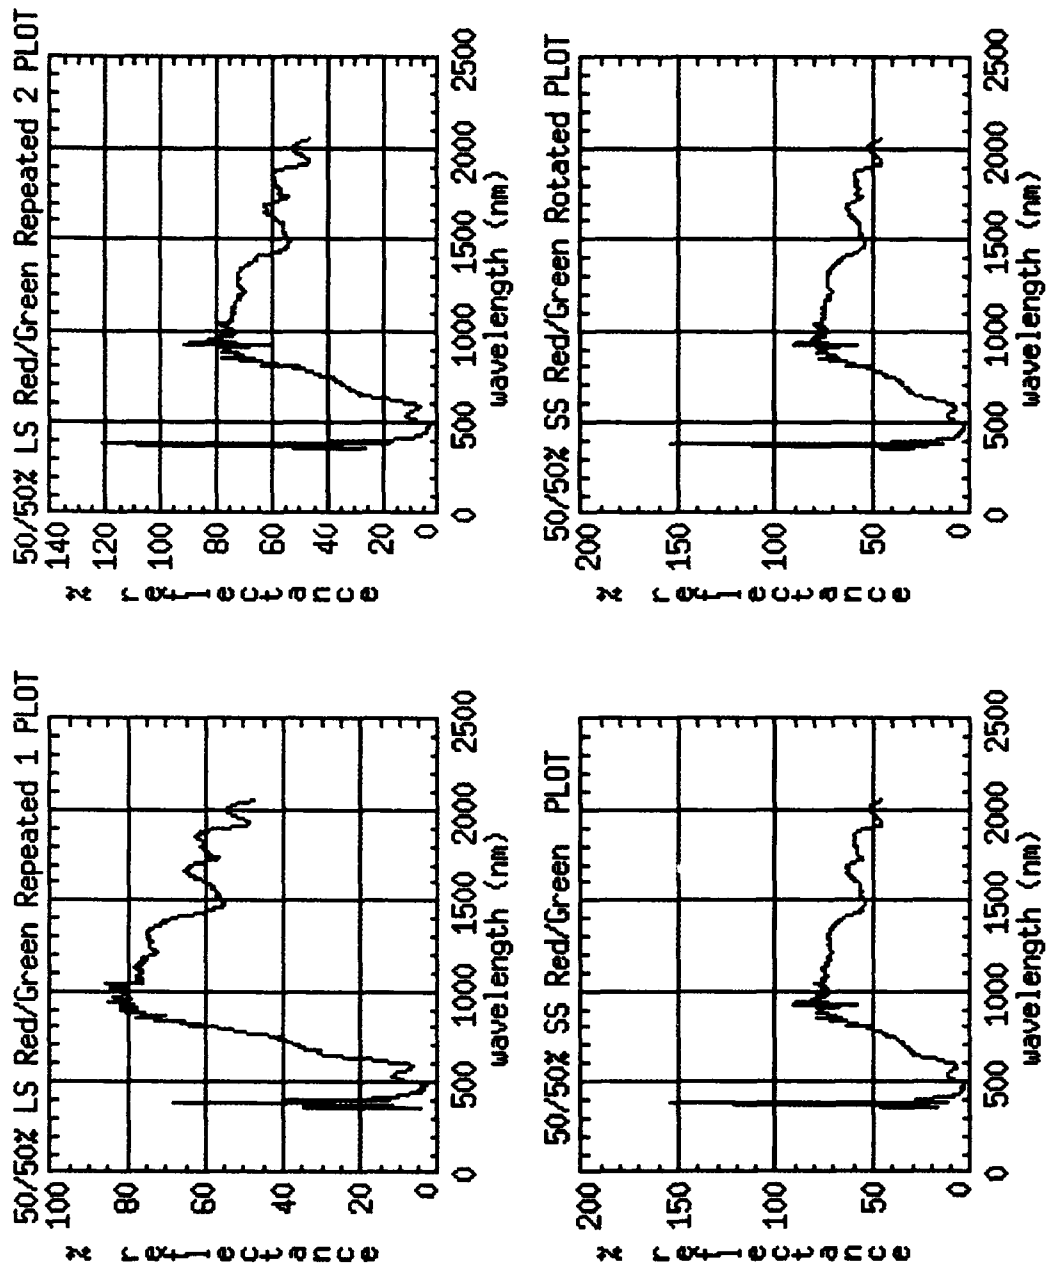 50/50% LS Red/Green Repeated 1 PLOT
% reflectance
100
80
60
40
20
0
0 500 1000 1500 2000 2500
wavelength (nm)
50/50% LS Red/Green Repeated 2 PLOT
% reflectance
140
120
100
80
60
40
20
0
0 500 1000 1500 2000 2500
wavelength (nm)
50/50% SS Red/Green PLOT
% reflectance
200
150
100
50
0
0 500 1000 1500 2000 2500
wavelength (nm)
50/50% SS Red/Green Rotated PLOT
% reflectance
200
150
100
50
0
0 500 1000 1500 2000 2500
wavelength (nm)